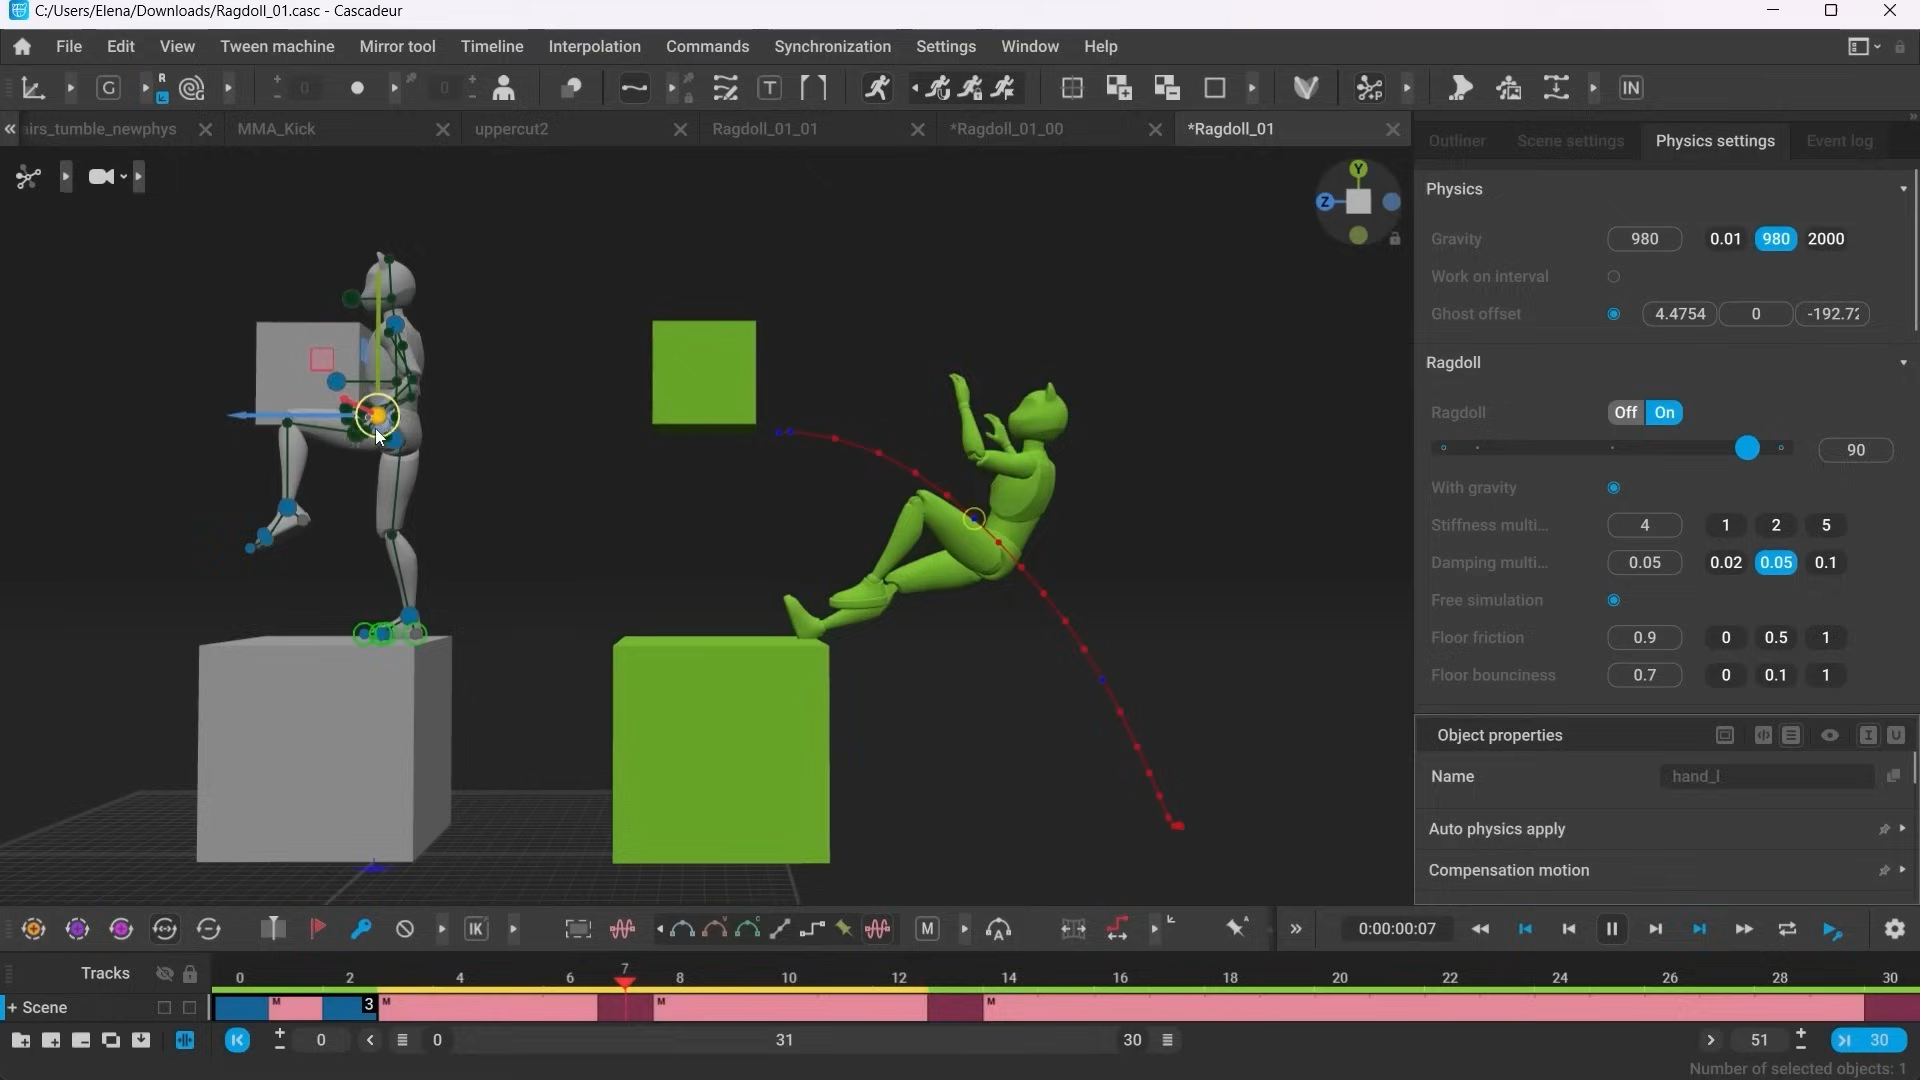 C:/Users/Elena/Downloads/Ragdoll_01.casc - Cascadeur
File Edit View Tween machine Mirror tool Timeline Interpolation Commands Synchronization Settings Window Help
G R 0 0 T P IN
airs_tumble_newphys MMA_Kick uppercut2 Ragdoll_01_01 *Ragdoll_01_00 *Ragdoll_01
Outliner Scene settings Physics settings Event log
Y
Z
Physics
Gravity 980 0.01 980 2000
Work on interval
Ghost offset 4.4754 0 -192.72
Ragdoll
Ragdoll Off On
90
With gravity
Stiffness multi... 4 1 2 5
Damping multi... 0.05 0.02 0.05 0.1
Free simulation
Floor friction 0.9 0 0.5 1
Floor bounciness 0.7 0 0.1 1
Object properties
Name hand_l
Auto physics apply
Compensation motion
IK M A 0:00:00:07
Tracks 0 2 4 6 7 8 10 12 14 16 18 20 22 24 26 28 30
+ Scene M 3 M M M
0 0 31 30 51 30
Number of selected objects: 1